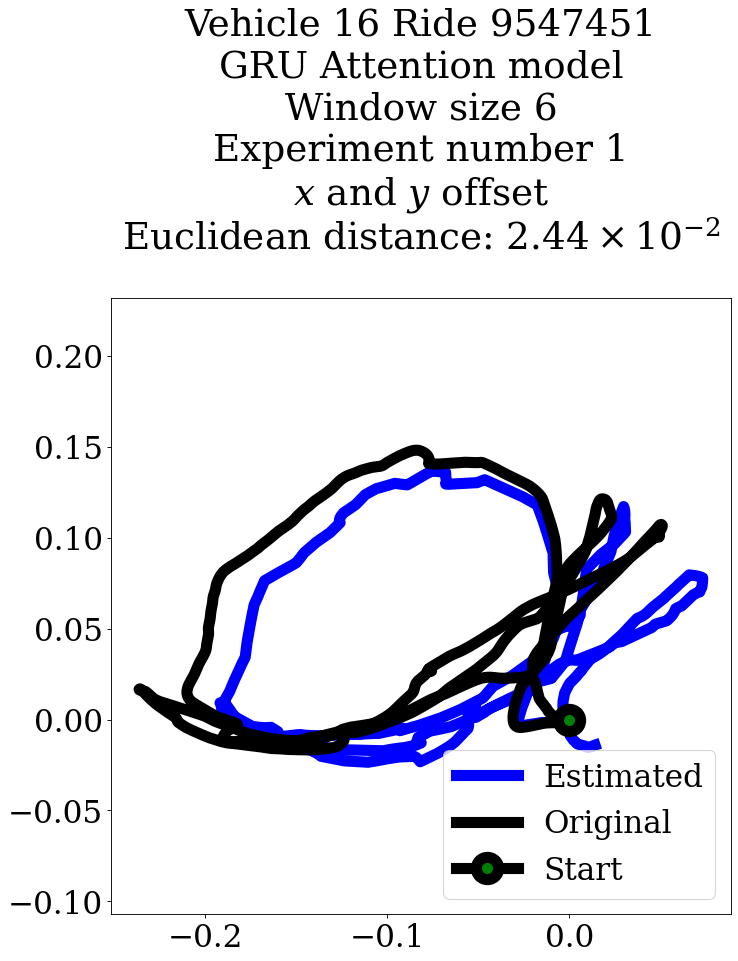 Vehicle 16 Ride 9547451
GRU Attention model
Window size 6
Experiment number 1
x and y offset
Euclidean distance: 2.44 × 10⁻²
0.20
0.15
0.10
0.05
0.00
−0.05
−0.10
−0.2
−0.1
0.0
Estimated
Original
Start